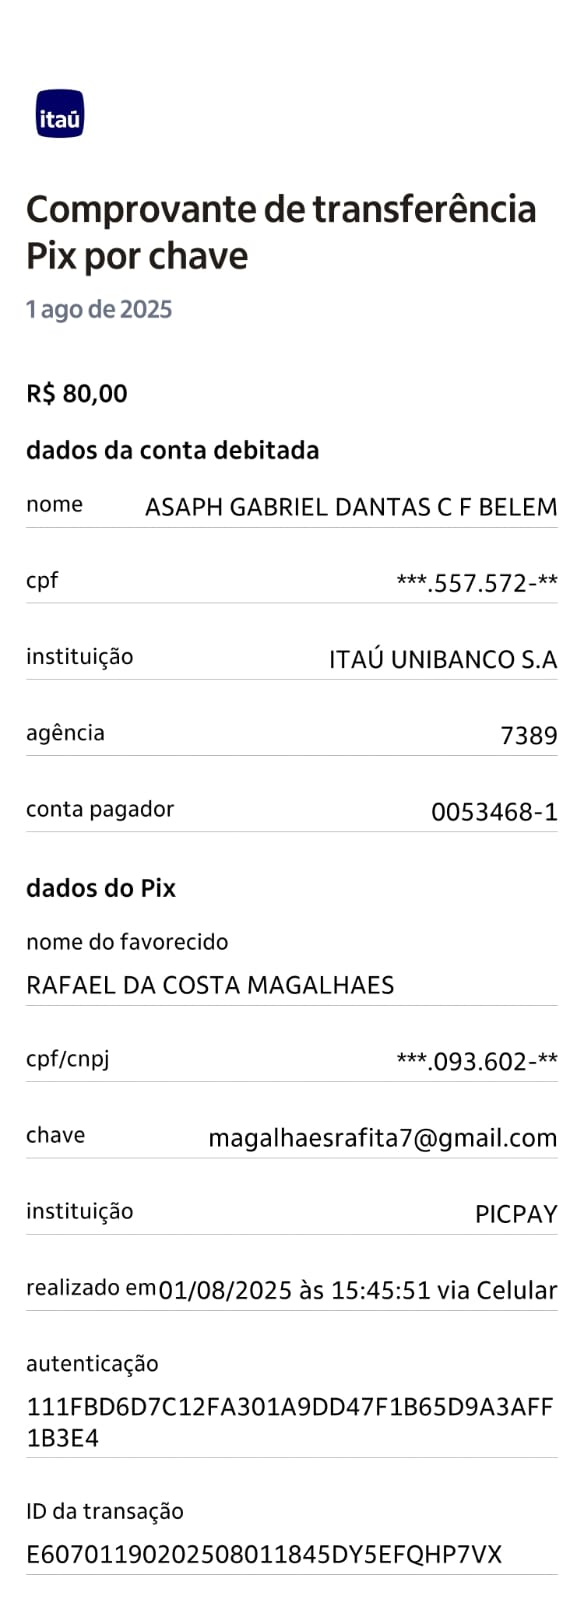 itaú
Comprovante de transferência
Pix por chave
1 ago de 2025
R$ 80,00
dados da conta debitada
nome ASAPH GABRIEL DANTAS C F BELEM
cpf ***.557.572-**
instituição ITAÚ UNIBANCO S.A
agência 7389
conta pagador 0053468-1
dados do Pix
nome do favorecido
RAFAEL DA COSTA MAGALHAES
cpf/cnpj ***.093.602-**
chave magalhaesrafita7@gmail.com
instituição PICPAY
realizado em 01/08/2025 às 15:45:51 via Celular
autenticação
111FBD6D7C12FA301A9DD47F1B65D9A3AFF
1B3E4
ID da transação
E60701190202508011845DY5EFQHP7VX